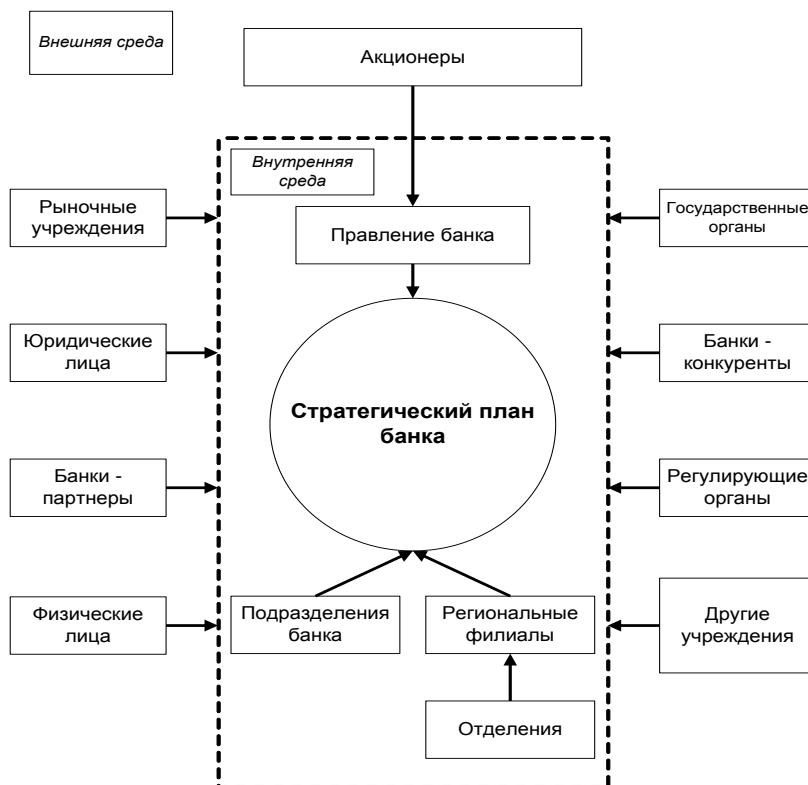 Внешняя среда
Акционеры
Внутренняя
среда
Рыночные
учреждения
Правление банка
Государственные
органы
Юридические
лица
Банки -
конкуренты
Стратегический план
банка
Банки -
партнеры
Регулирующие
органы
Физические
лица
Подразделения
банка
Региональные
филиалы
Другие
учреждения
Отделения